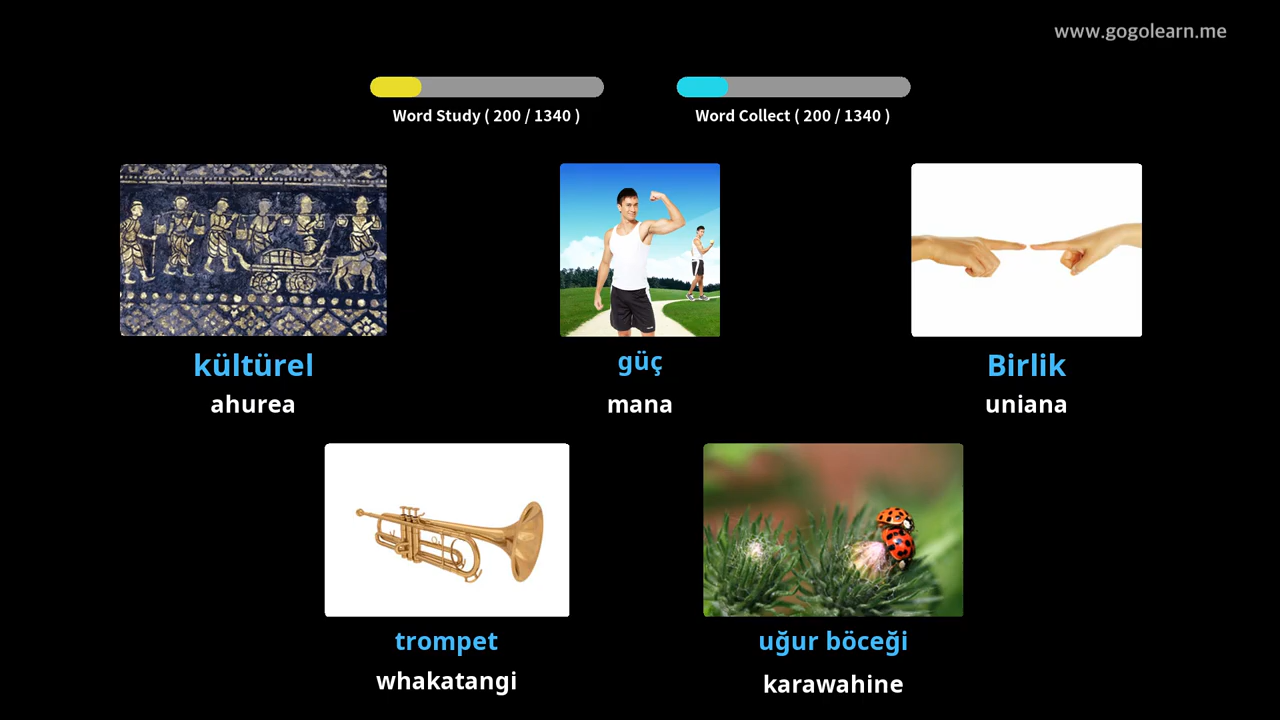 www.gogolearn.me
Word Study ( 200 / 1340 )
Word Collect ( 200 / 1340 )
kültürel
ahurea
güç
mana
Birlik
uniana
trompet
whakatangi
uğur böceği
karawahine